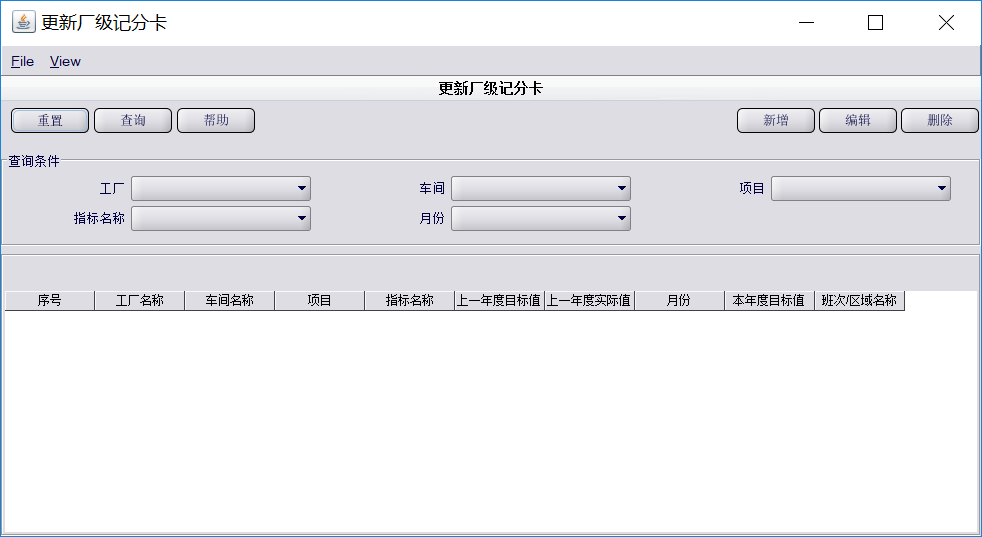 更新厂级记分卡
File View
更新厂级记分卡
重置 查询 帮助 新增 编辑 删除
查询条件
工厂 车间 项目
指标名称 月份
序号 工厂名称 车间名称 项目 指标名称 上一年度目标值 上一年度实际值 月份 本年度目标值 班次/区域名称